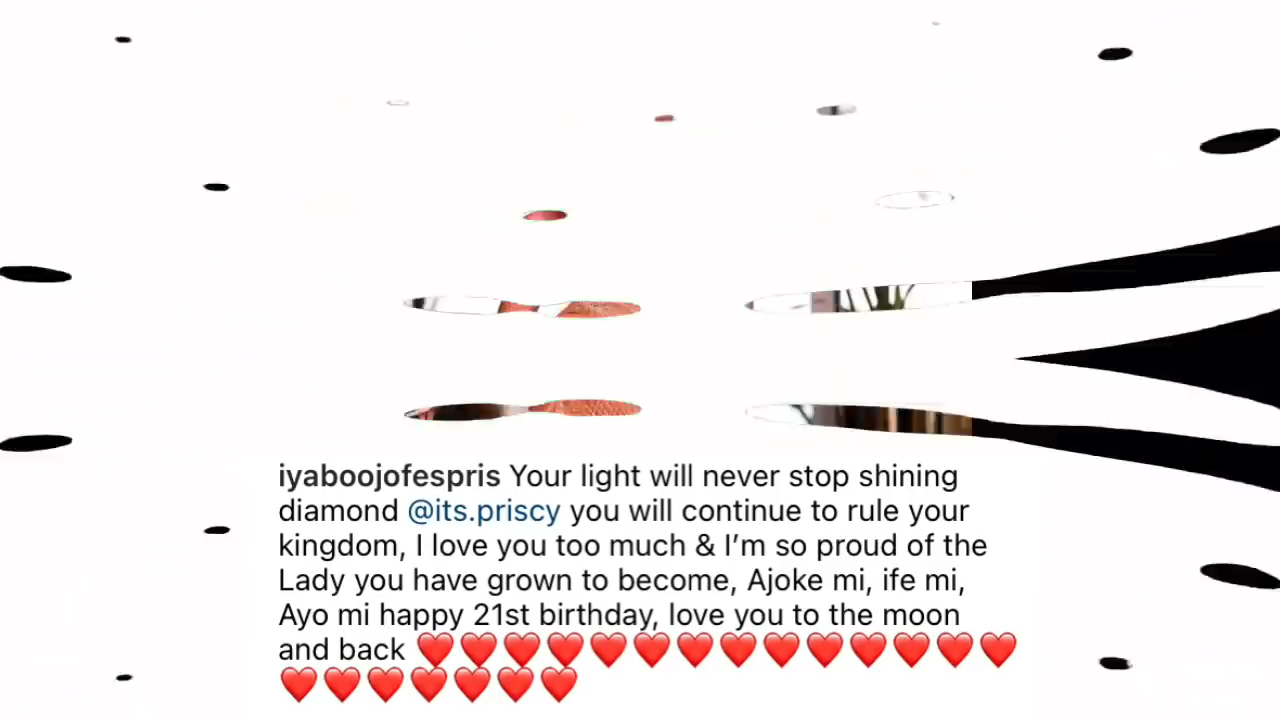 iyaboojofespris Your light will never stop shining
diamond @its.priscy you will continue to rule your
kingdom, I love you too much & I’m so proud of the
Lady you have grown to become, Ajoke mi, ife mi,
Ayo mi happy 21st birthday, love you to the moon
and back ❤️❤️❤️❤️❤️❤️❤️❤️❤️❤️❤️❤️❤️❤️
❤️❤️❤️❤️❤️❤️❤️